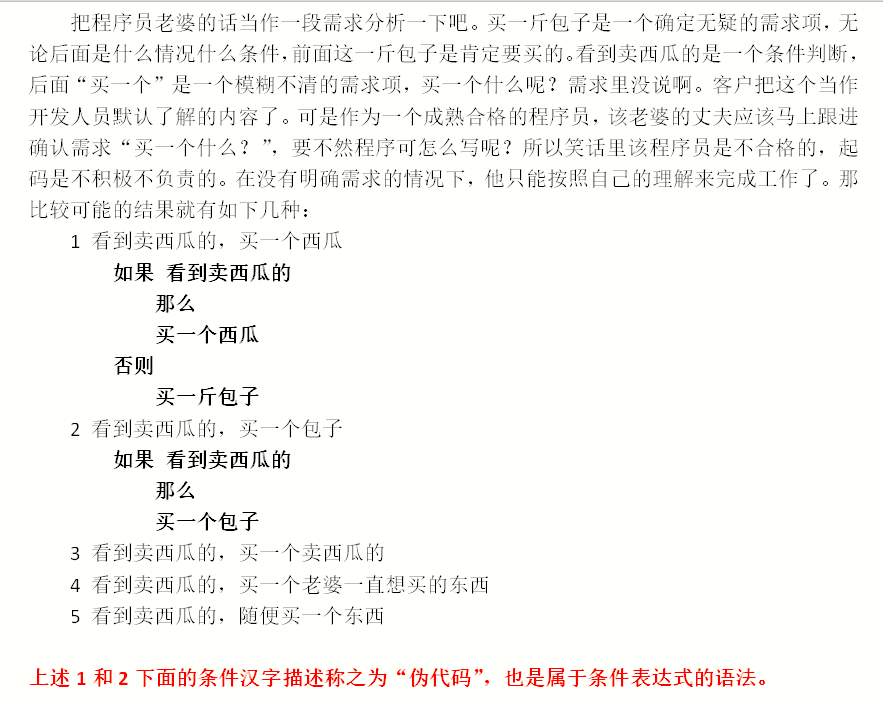 把程序员老婆的话当作一段需求分析一下吧。买一斤包子是一个确定无疑的需求项，无
论后面是什么情况什么条件，前面这一斤包子是肯定要买的。看到卖西瓜的是一个条件判断，
后面“买一个”是一个模糊不清的需求项，买一个什么呢？需求里没说啊。客户把这个当作
开发人员默认了解的内容了。可是作为一个成熟合格的程序员，该老婆的丈夫应该马上跟进
确认需求“买一个什么？”，要不然程序可怎么写呢？所以笑话里该程序员是不合格的，起
码是不积极不负责的。在没有明确需求的情况下，他只能按照自己的理解来完成工作了。那
比较可能的结果就有如下几种：
1 看到卖西瓜的，买一个西瓜
如果 看到卖西瓜的
那么
买一个西瓜
否则
买一斤包子
2 看到卖西瓜的，买一个包子
如果 看到卖西瓜的
那么
买一个包子
3 看到卖西瓜的，买一个卖西瓜的
4 看到卖西瓜的，买一个老婆一直想买的东西
5 看到卖西瓜的，随便买一个东西
上述 1 和 2 下面的条件汉字描述称之为“伪代码”，也是属于条件表达式的语法。